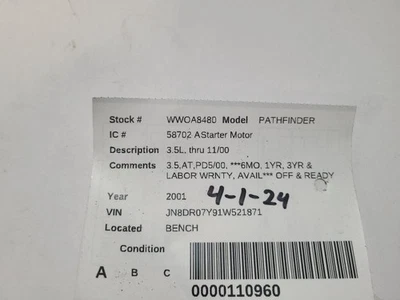 Stock # WWOA8480 Model PATHFINDER
IC # 58702 AStarter Motor
Description 3.5L, thru 11/00
Comments 3.5,AT,PD5/00, ***6MO, 1YR, 3YR &
LABOR WRNTY, AVAIL*** OFF & READY
Year 2001 4-1-24
VIN JN8DR07Y91W521871
Located BENCH
Condition
A B C
0000110960